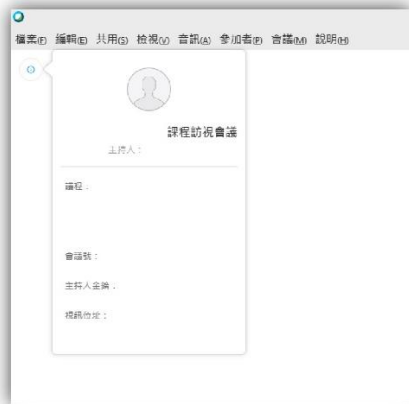 檔案(F) 編輯(E) 共用(S) 檢視(V) 音訊(A) 參加者(P) 會議(M) 說明(H)
課程訪視會議
主持人：
議程：
會議號：
主持人金鑰：
視訊位址：